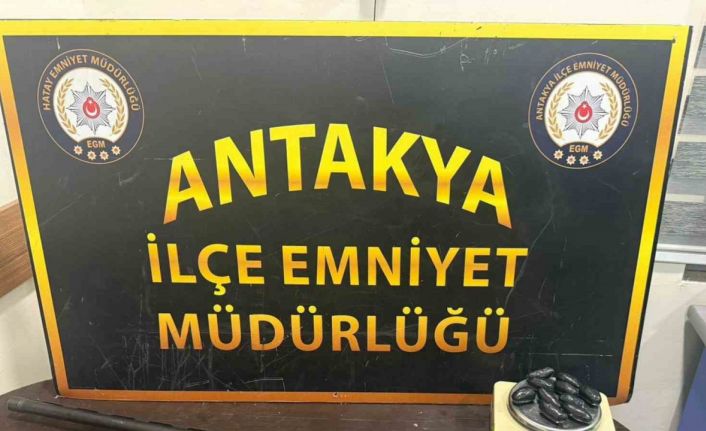 HATAY EMNİYET MÜDÜRLÜĞÜ
EGM
ANTAKYA İLÇE EMNİYET MÜDÜRLÜĞÜ
EGM
ANTAKYA
İLÇE EMNİYET
MÜDÜRLÜĞÜ